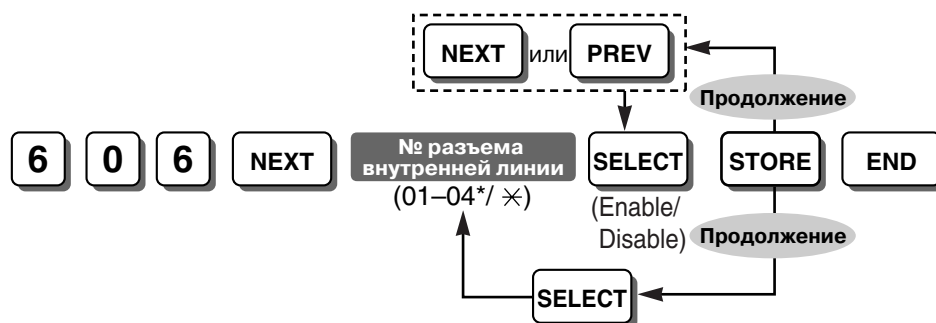 NEXT или PREV
Продолжение
6 0 6 NEXT № разъема внутренней линии SELECT STORE END
(01–04*/ ✳)
(Enable/
Disable)
Продолжение
SELECT